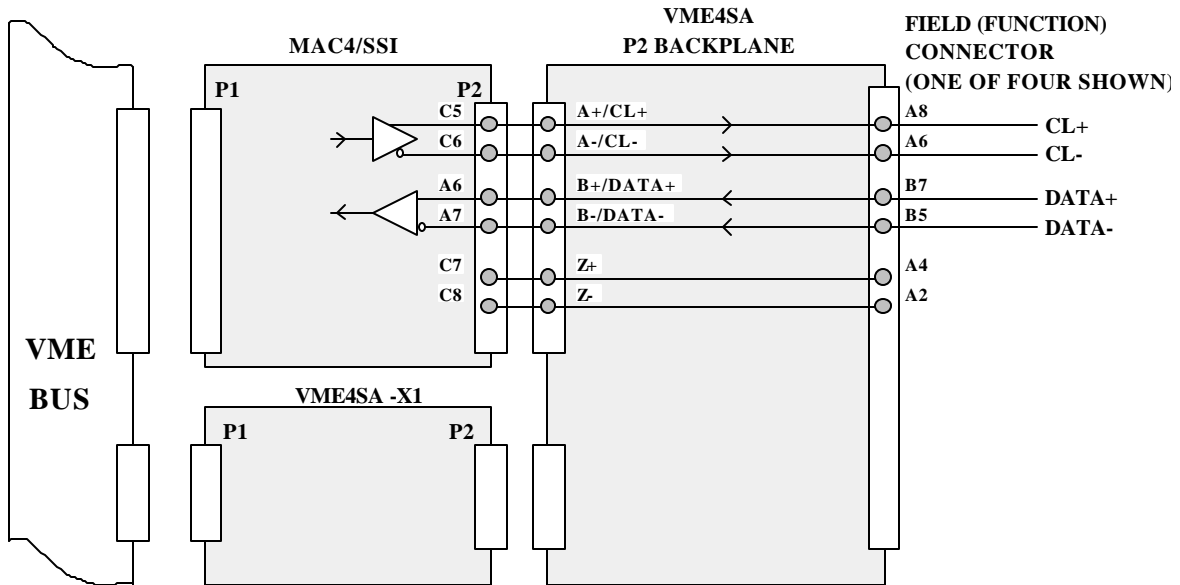 VME4SA
P2 BACKPLANE
MAC4/SSI
FIELD (FUNCTION)
CONNECTOR
(ONE OF FOUR SHOWN)
P1
P2
C5
A+/CL+
A8
CL+
C6
A-/CL-
A6
CL-
A6
B+/DATA+
B7
DATA+
A7
B-/DATA-
B5
DATA-
C7
Z+
A4
C8
Z-
A2
VME
BUS
VME4SA -X1
P1
P2